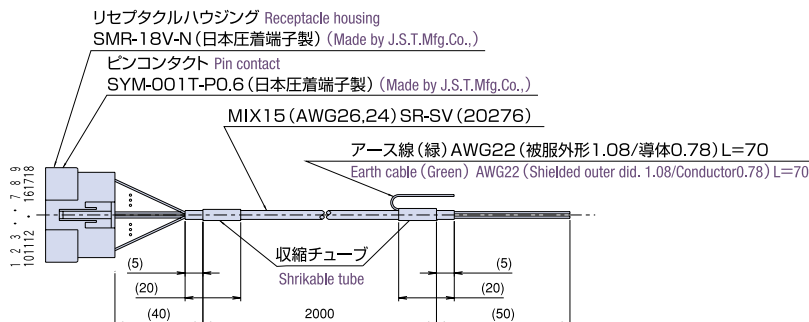 リセプタクルハウジング Receptacle housing
SMR-18V-N(日本圧着端子製)(Made by J.S.T.Mfg.Co.,)
ピンコンタクト Pin contact
SYM-001T-P0.6(日本圧着端子製)(Made by J.S.T.Mfg.Co.,)
MIX15(AWG26,24)SR-SV(20276)
アース線(緑)AWG22(被服外形1.08/導体0.78)L=70
Earth cable (Green) AWG22 (Shielded outer did. 1.08/Conductor0.78) L=70
1 2 3 ・ ・ 7 8 9
101112 ・ 161718
収縮チューブ
Shrikable tube
(5)
(5)
(20)
(20)
(40)
2000
(50)